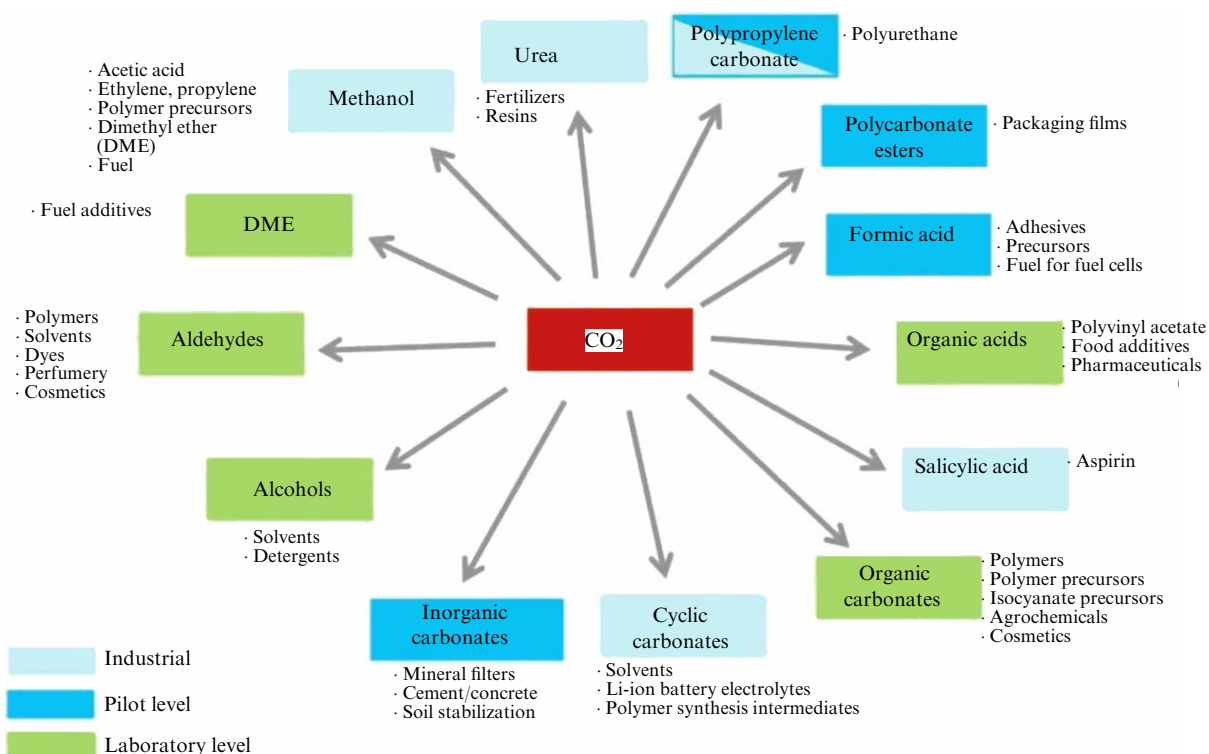 Polypropylene
carbonate
· Polyurethane
Urea
· Fertilizers
· Resins
Methanol
· Acetic acid
· Ethylene, propylene
· Polymer precursors
· Dimethyl ether
(DME)
· Fuel
Polycarbonate
esters
· Packaging films
DME
· Fuel additives
Formic acid
· Adhesives
· Precursors
· Fuel for fuel cells
CO₂
Aldehydes
· Polymers
· Solvents
· Dyes
· Perfumery
· Cosmetics
Organic acids
· Polyvinyl acetate
· Food additives
· Pharmaceuticals
Salicylic acid
· Aspirin
Alcohols
· Solvents
· Detergents
Organic
carbonates
· Polymers
· Polymer precursors
· Isocyanate precursors
· Agrochemicals
· Cosmetics
Inorganic
carbonates
· Mineral filters
· Cement/concrete
· Soil stabilization
Cyclic
carbonates
· Solvents
· Li-ion battery electrolytes
· Polymer synthesis intermediates
Industrial
Pilot level
Laboratory level